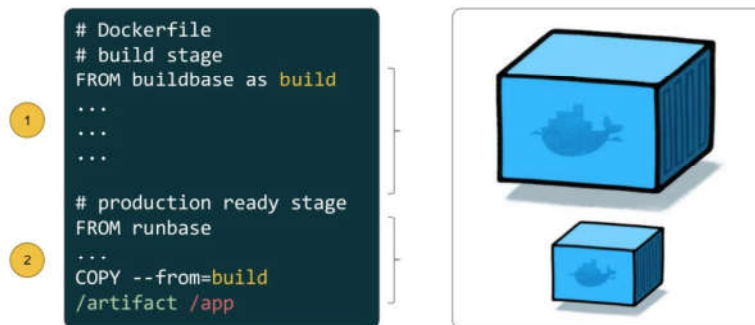 # Dockerfile
# build stage
FROM buildbase as build
...
...
...
# production ready stage
FROM runbase
...
COPY --from=build
/artifact /app
1
2